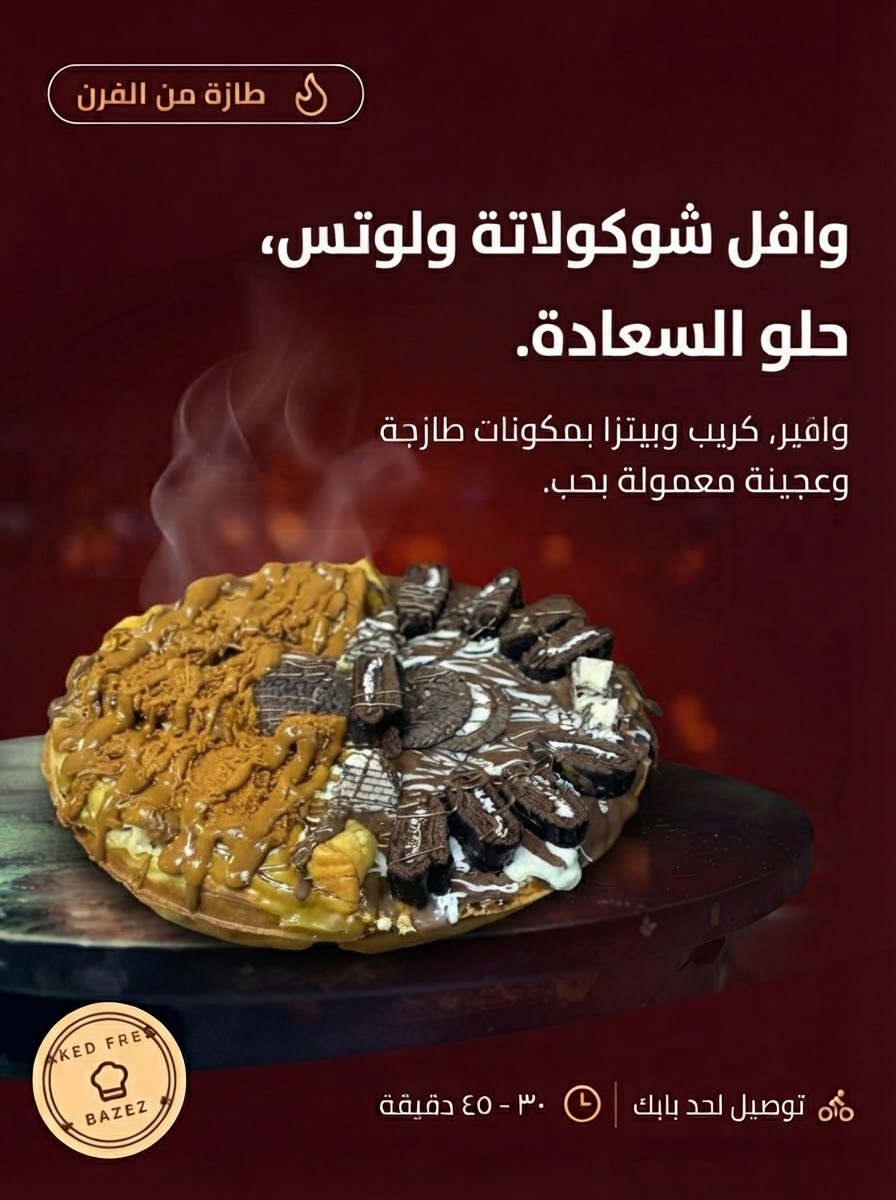 طازة من الفرن
وافل شوكولاتة ولوتس،
حلو السعادة.
وافير، كريب وبيتزا بمكونات طازجة
وعجينة معمولة بحب.
توصيل لحد بابك
٣٠ - ٤٥ دقيقة
AKED FRE
BAZEZ